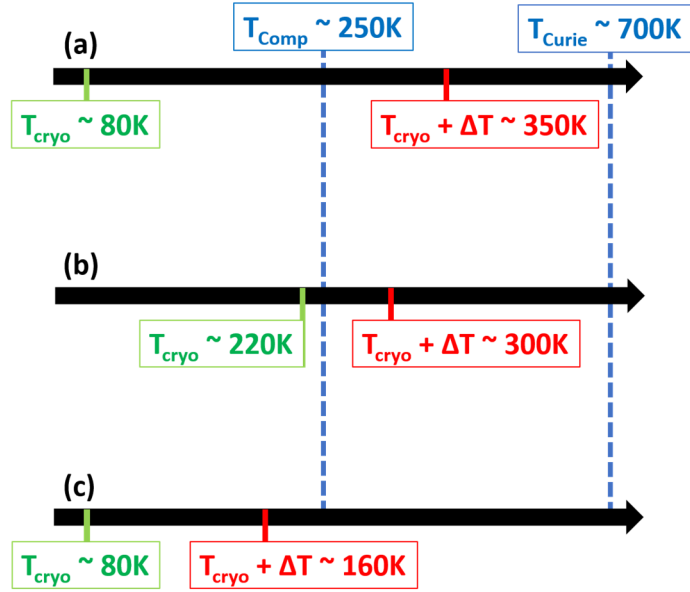 T_Comp ~ 250K
T_Curie ~ 700K
(a)
T_cryo ~ 80K
T_cryo + ΔT ~ 350K
(b)
T_cryo ~ 220K
T_cryo + ΔT ~ 300K
(c)
T_cryo ~ 80K
T_cryo + ΔT ~ 160K